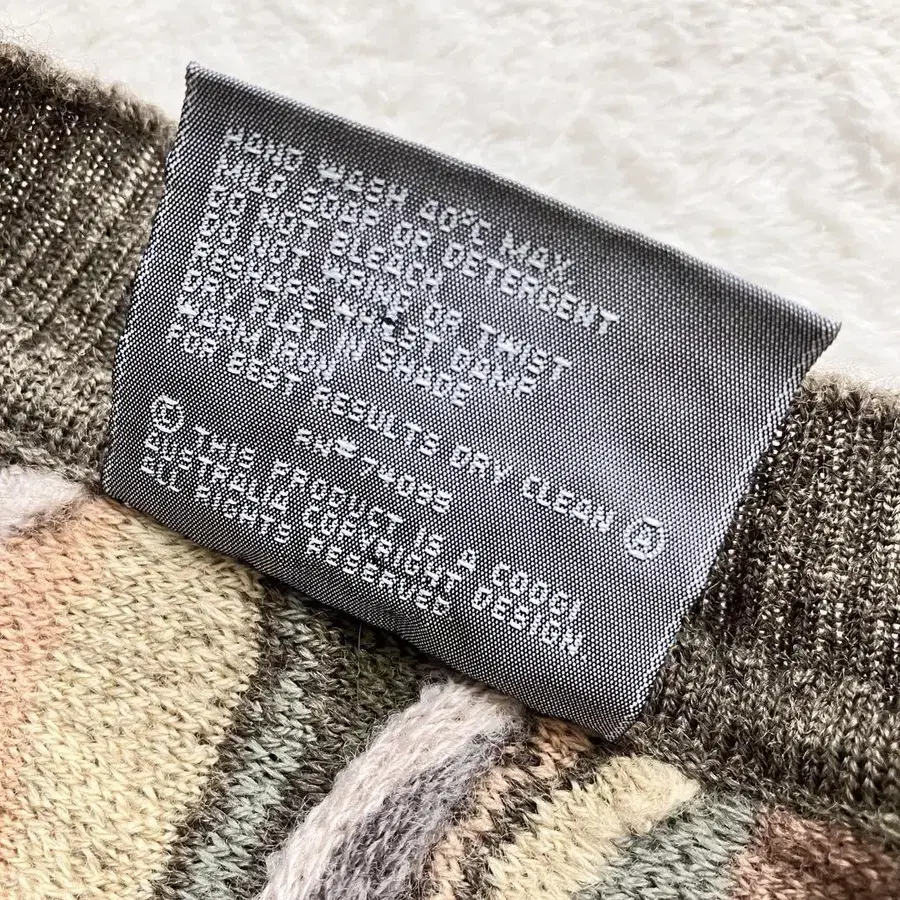 HAND WASH 40°C MAX
MILD SOAP OR DETERGENT
DO NOT BLEACH
DO NOT WRING OR TWIST
RESHAPE WHILST DAMP
DRY FLAT IN SHADE
WARM IRON
FOR BEST RESULTS DRY CLEAN Ⓐ
© THIS PRODUCT IS A COOGI
AUSTRALIA COPYRIGHT DESIGN
ALL RIGHTS RESERVED